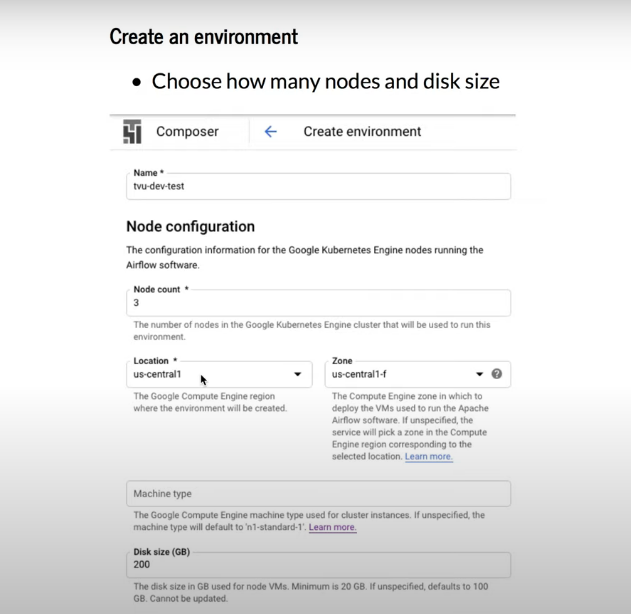 Create an environment
• Choose how many nodes and disk size
Composer
Create environment
Name *
tvu-dev-test
Node configuration
The configuration information for the Google Kubernetes Engine nodes running the
Airflow software.
Node count *
3
The number of nodes in the Google Kubernetes Engine cluster that will be used to run this
environment.
Location *
us-central1
The Google Compute Engine region
where the environment will be created.
Zone
us-central1-f
The Compute Engine zone in which to
deploy the VMs used to run the Apache
Airflow software. If unspecified, the
service will pick a zone in the Compute
Engine region corresponding to the
selected location. Learn more.
Machine type
The Google Compute Engine machine type used for cluster instances. If unspecified, the
machine type will default to 'n1-standard-1'. Learn more.
Disk size (GB)
200
The disk size in GB used for node VMs. Minimum is 20 GB. If unspecified, defaults to 100
GB. Cannot be updated.